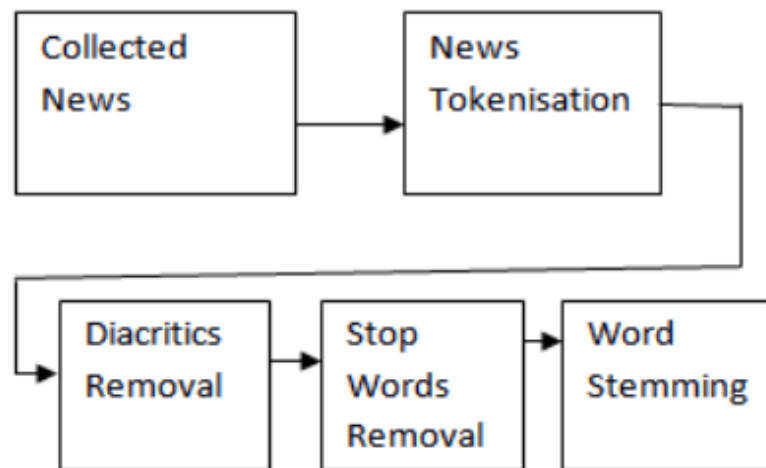 Collected
News
News
Tokenisation
Diacritics
Removal
Stop
Words
Removal
Word
Stemming